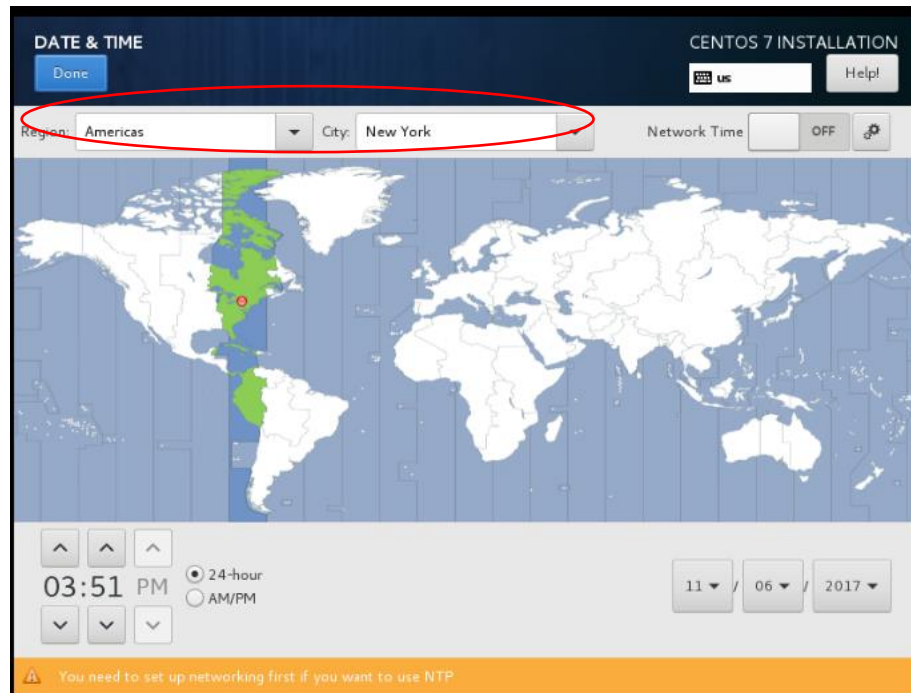 DATE & TIME
CENTOS 7 INSTALLATION
Done
us
Help!
Region: Americas City: New York Network Time OFF
03:51 PM
24-hour
AM/PM
11 / 06 / 2017
You need to set up networking first if you want to use NTP